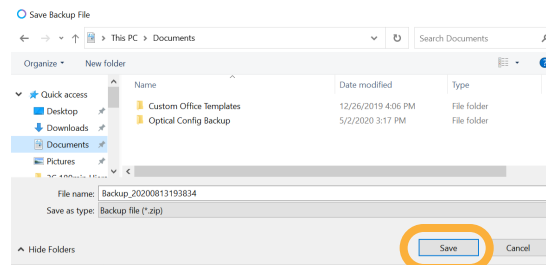 Save Backup File
This PC > Documents
Search Documents
Organize New folder
Name Date modified Type
Quick access
Desktop
Downloads
Documents
Pictures
Custom Office Templates 12/26/2019 4:06 PM File folder
Optical Config Backup 5/2/2020 3:17 PM File folder
File name: Backup_20200813193834
Save as type: Backup file (*.zip)
Hide Folders Save Cancel